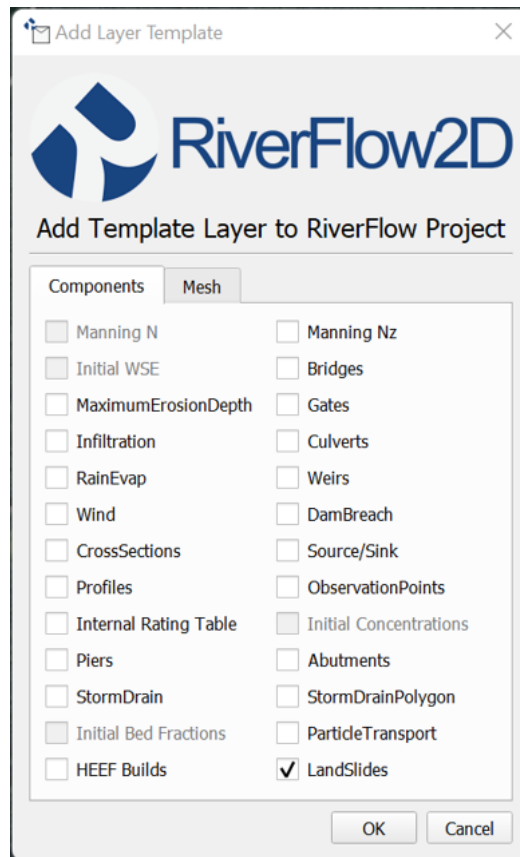 Add Layer Template
RiverFlow2D
Add Template Layer to RiverFlow Project
Components Mesh
Manning N Manning Nz
Initial WSE Bridges
MaximumErosionDepth Gates
Infiltration Culverts
RainEvap Weirs
Wind DamBreach
CrossSections Source/Sink
Profiles ObservationPoints
Internal Rating Table Initial Concentrations
Piers Abutments
StormDrain StormDrainPolygon
Initial Bed Fractions ParticleTransport
HEEF Builds LandSlides
OK Cancel